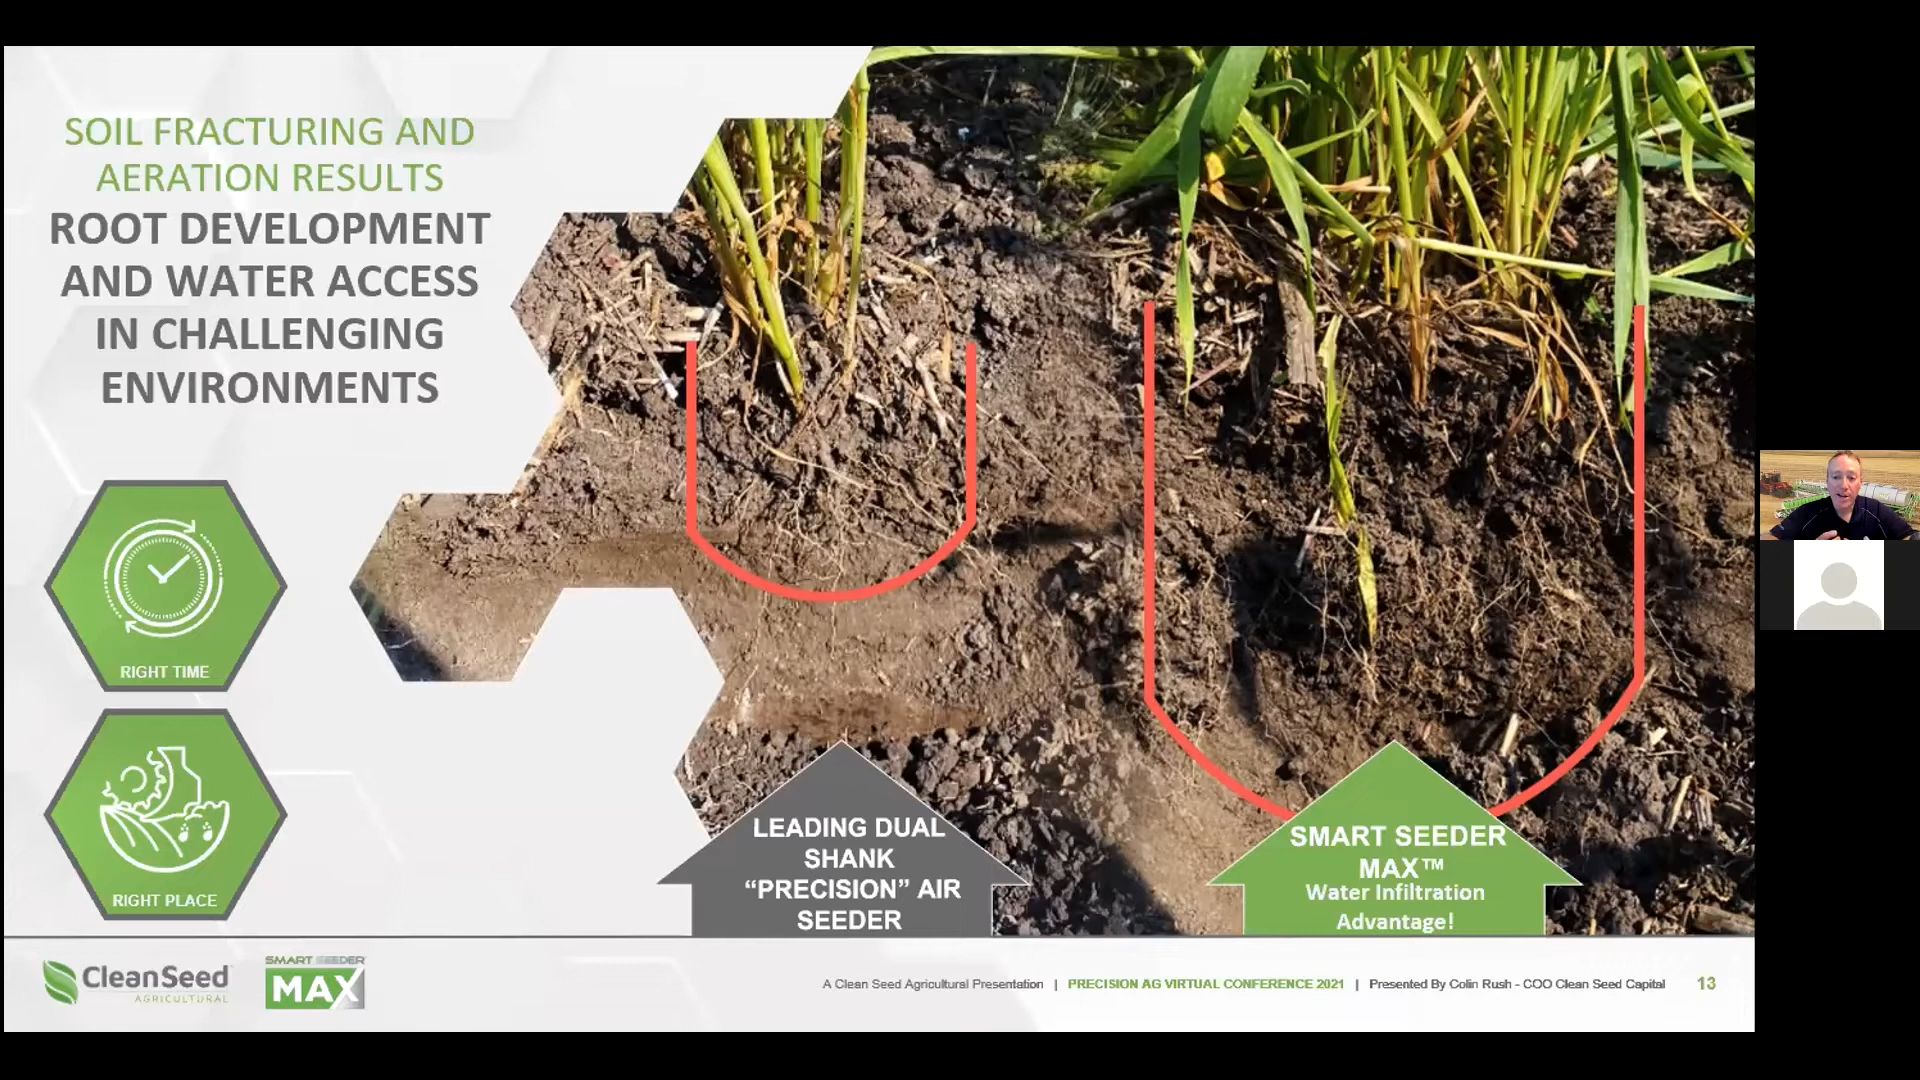 SOIL FRACTURING AND
AERATION RESULTS
ROOT DEVELOPMENT
AND WATER ACCESS
IN CHALLENGING
ENVIRONMENTS
RIGHT TIME
RIGHT PLACE
LEADING DUAL
SHANK
“PRECISION” AIR
SEEDER
SMART SEEDER
MAX™
Water Infiltration
Advantage!
CleanSeed
AGRICULTURAL
SMART SEEDER
MAX
A Clean Seed Agricultural Presentation | PRECISION AG VIRTUAL CONFERENCE 2021 | Presented By Colin Rush - COO Clean Seed Capital 13